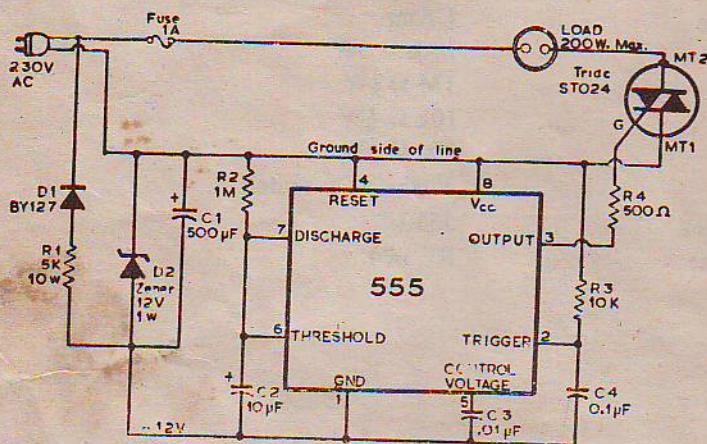 Fuse
1A
LOAD
200W. Max.
230V
AC
MT2
Triac
ST024
G
MT1
Ground side of line
D1
BY127
R2
1M
4
RESET
8
Vcc
R4
500Ω
C1
500µF
7
DISCHARGE
OUTPUT
3
R1
5K
10w
D2
Zener
12V
1w
555
R3
10K
6
THRESHOLD
TRIGGER
2
C2
10µF
GND
1
CONTROL
VOLTAGE
5
C3
.01µF
C4
0.1µF
-12V